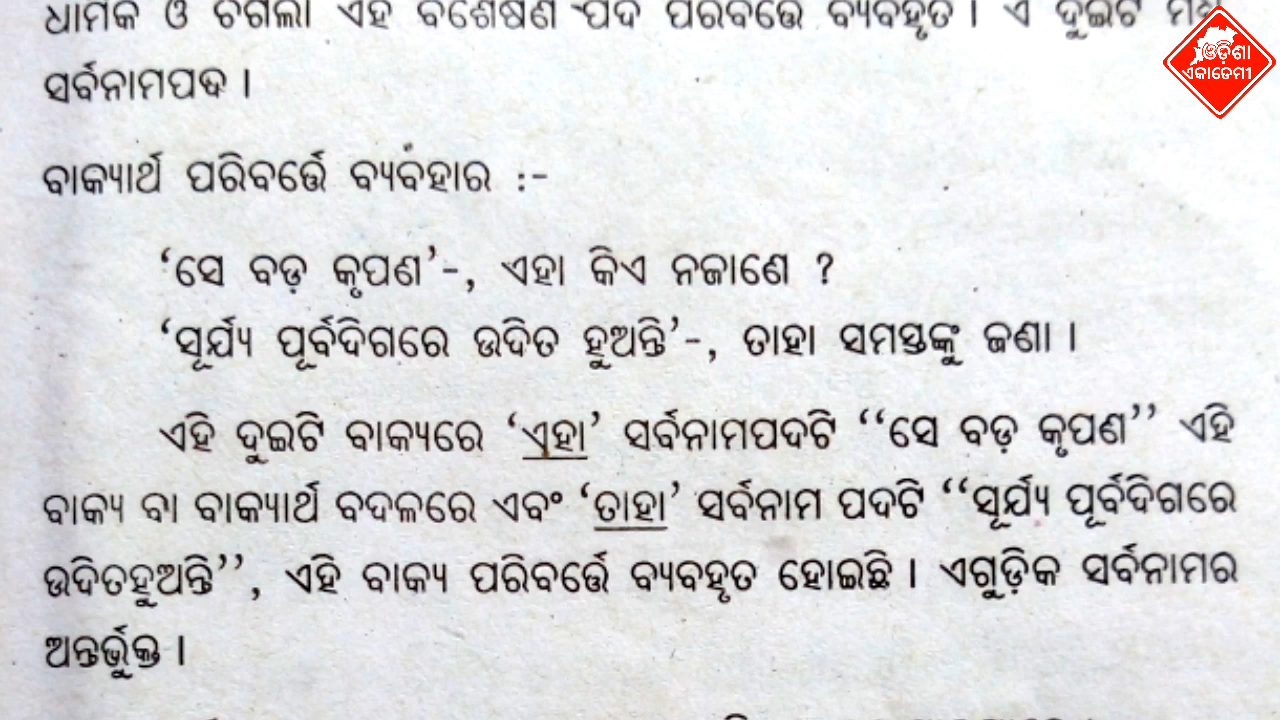 ଧାର୍ମିକ ଓ ଚଗଲା ଏହି ବିଶେଷଣ ପଦ ପରିବର୍ତ୍ତେ ବ୍ୟବହୃତ । ଏ ଦୁଇଟି
ଓଡ଼ିଶା
ଏକାଡେମୀ
ସର୍ବନାମପଦ ।
ବାକ୍ୟାର୍ଥ ପରିବର୍ତ୍ତେ ବ୍ୟବହାର :-
‘ସେ ବଡ଼ କୃପଣ’-, ଏହା କିଏ ନଜାଣେ ?
‘ସୂର୍ଯ୍ୟ ପୂର୍ବଦିଗରେ ଉଦିତ ହୁଅନ୍ତି’-, ତାହା ସମସ୍ତଙ୍କୁ ଜଣା ।
ଏହି ଦୁଇଟି ବାକ୍ୟରେ ‘ଏହା’ ସର୍ବନାମପଦଟି ‘‘ସେ ବଡ଼ କୃପଣ’’ ଏହି
ବାକ୍ୟ ବା ବାକ୍ୟାର୍ଥ ବଦଳରେ ଏବଂ ‘ତାହା’ ସର୍ବନାମ ପଦଟି ‘‘ସୂର୍ଯ୍ୟ ପୂର୍ବଦିଗରେ
ଉଦିତହୁଅନ୍ତି’’, ଏହି ବାକ୍ୟ ପରିବର୍ତ୍ତେ ବ୍ୟବହୃତ ହୋଇଛି । ଏଗୁଡ଼ିକ ସର୍ବନାମର
ଅନ୍ତର୍ଭୁକ୍ତ ।